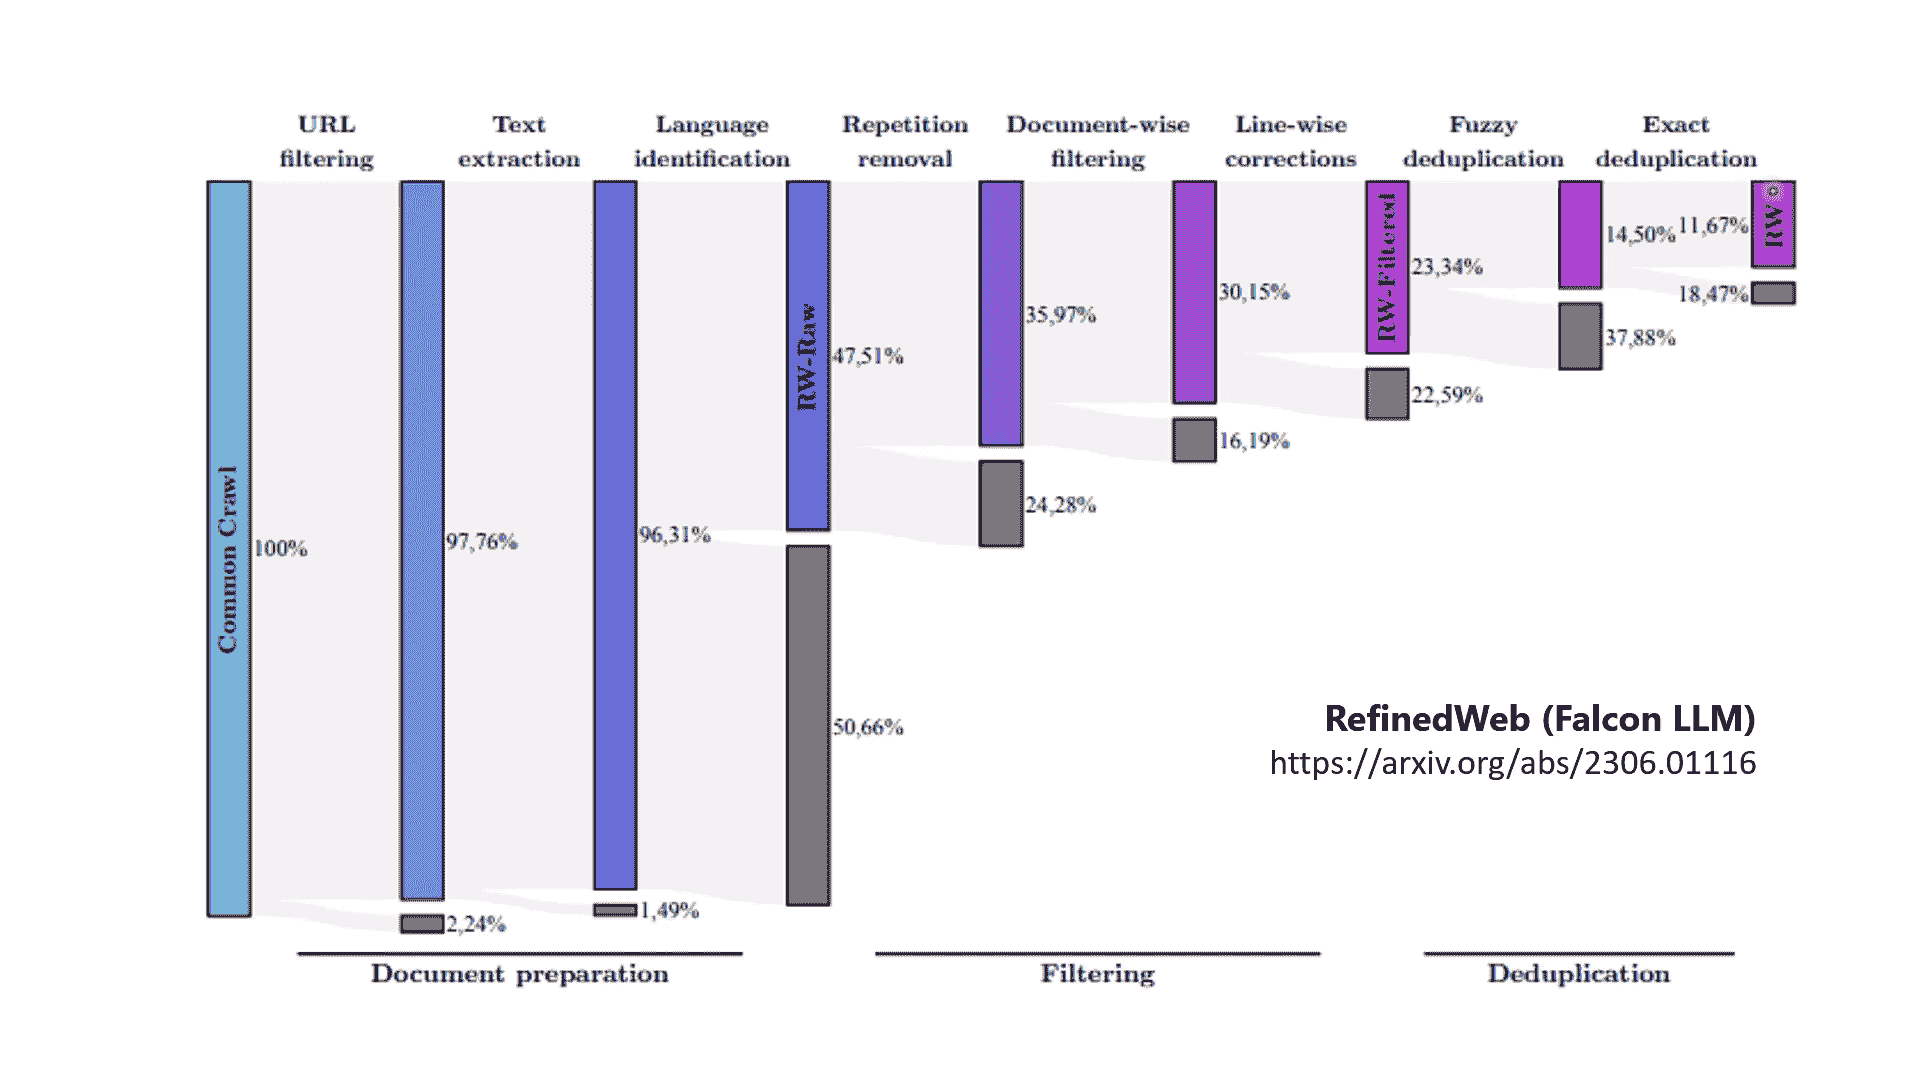 URL
filtering
Text
extraction
Language
identification
Repetition
removal
Document-wise
filtering
Line-wise
corrections
Fuzzy
deduplication
Exact
deduplication
Common Crawl
100%
97,76%
2,24%
96,31%
1,49%
RW-Raw
47,51%
50,66%
35,97%
24,28%
30,15%
16,19%
RW-Filtered
23,34%
22,59%
14,50%
37,88%
11,67%
18,47%
RW
Document preparation
Filtering
Deduplication
RefinedWeb (Falcon LLM)
https://arxiv.org/abs/2306.01116